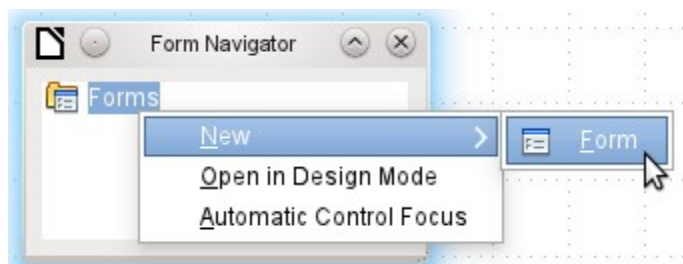 Form Navigator
Forms
New
Form
Open in Design Mode
Automatic Control Focus